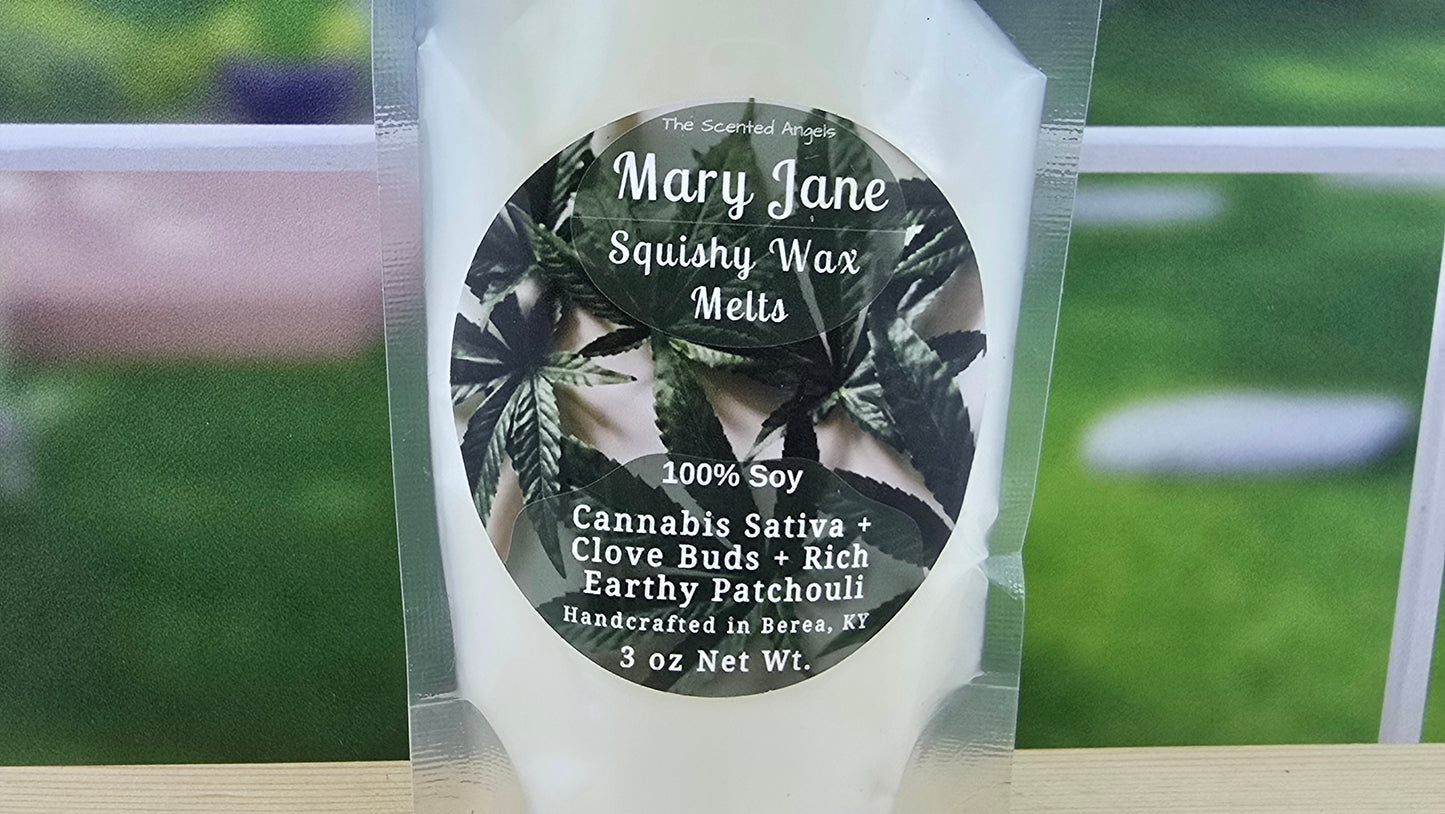 The Scented Angels
Mary Jane
Squishy Wax
Melts
100% Soy
Cannabis Sativa +
Clove Buds + Rich
Earthy Patchouli
Handcrafted in Berea, KY
3 oz Net Wt.